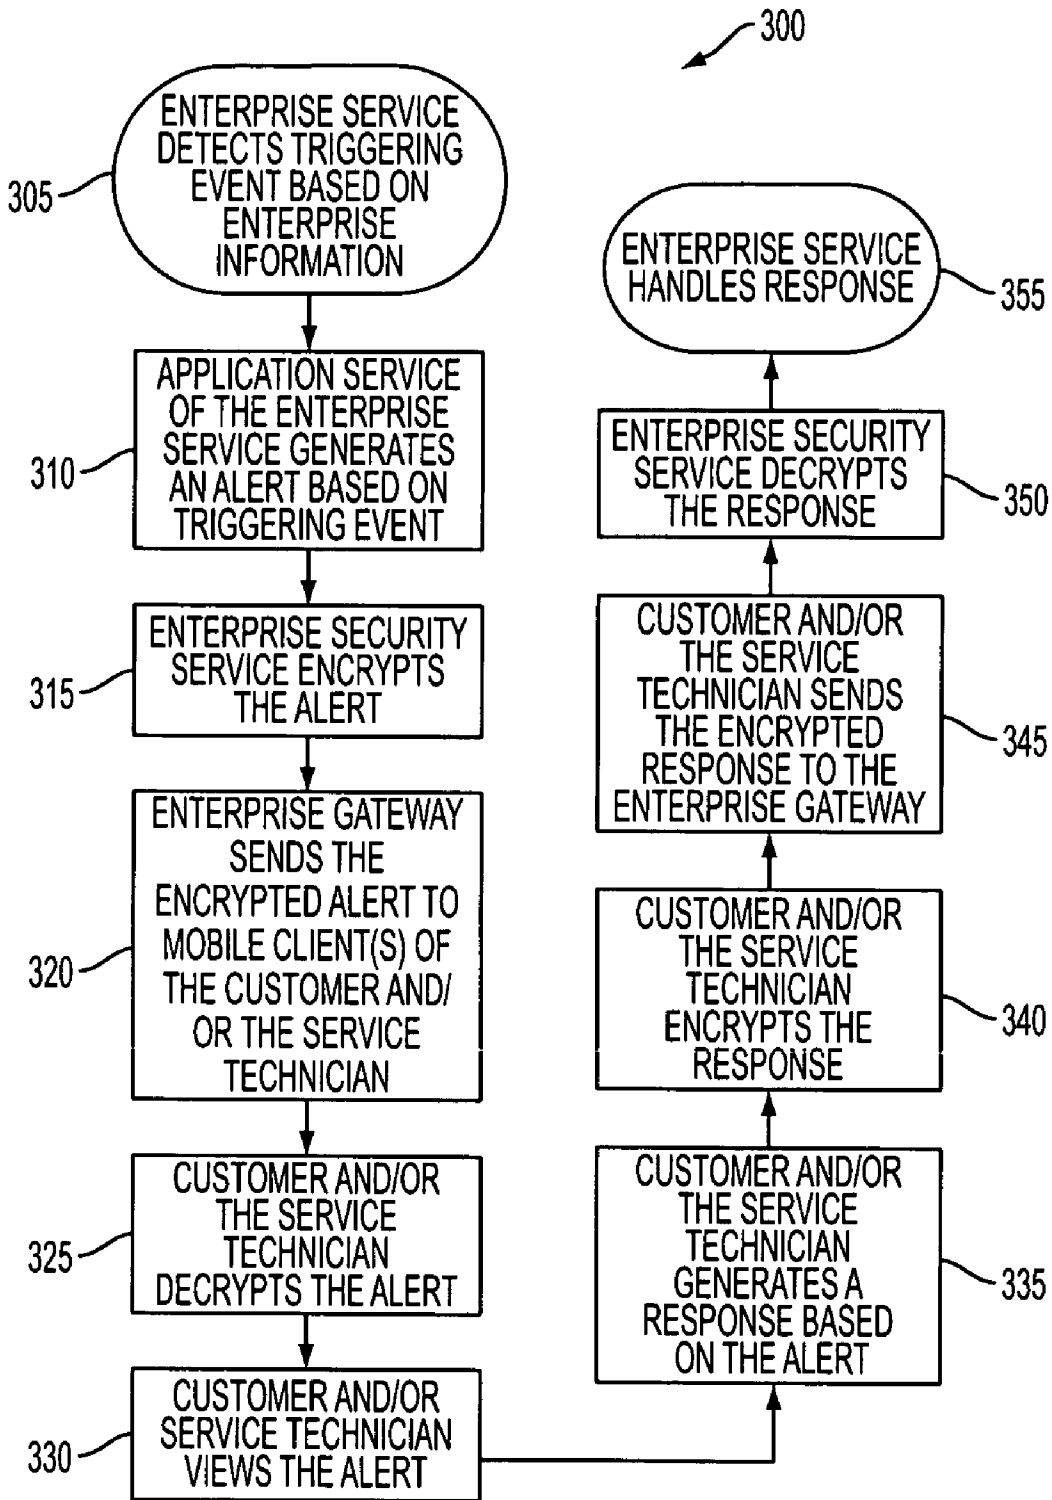 300
ENTERPRISE SERVICE
DETECTS TRIGGERING
EVENT BASED ON
ENTERPRISE
INFORMATION
305
APPLICATION SERVICE
OF THE ENTERPRISE
SERVICE GENERATES
AN ALERT BASED ON
TRIGGERING EVENT
310
ENTERPRISE SECURITY
SERVICE ENCRYPTS
THE ALERT
315
ENTERPRISE GATEWAY
SENDS THE
ENCRYPTED ALERT TO
MOBILE CLIENT(S) OF
THE CUSTOMER AND/
OR THE SERVICE
TECHNICIAN
320
CUSTOMER AND/OR
THE SERVICE
TECHNICIAN
DECRYPTS THE ALERT
325
CUSTOMER AND/OR
SERVICE TECHNICIAN
VIEWS THE ALERT
330
CUSTOMER AND/OR
THE SERVICE
TECHNICIAN
GENERATES A
RESPONSE BASED
ON THE ALERT
335
CUSTOMER AND/OR
THE SERVICE
TECHNICIAN
ENCRYPTS THE
RESPONSE
340
CUSTOMER AND/OR
THE SERVICE
TECHNICIAN SENDS
THE ENCRYPTED
RESPONSE TO THE
ENTERPRISE GATEWAY
345
ENTERPRISE SECURITY
SERVICE DECRYPTS
THE RESPONSE
350
ENTERPRISE SERVICE
HANDLES RESPONSE
355